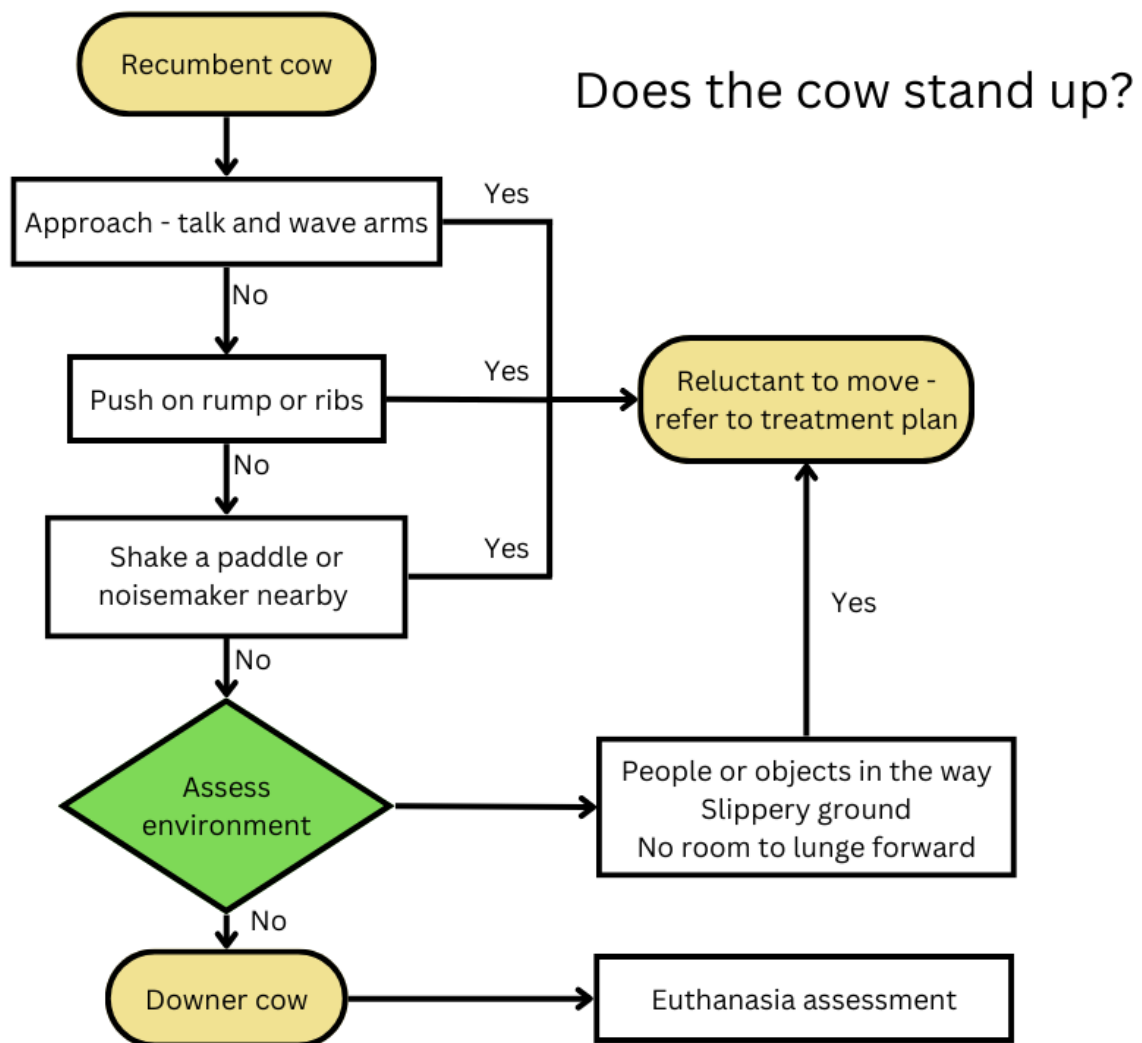 Recumbent cow
Does the cow stand up?
Approach - talk and wave arms
Yes
No
Push on rump or ribs
Yes
Reluctant to move -
refer to treatment plan
No
Shake a paddle or
noisemaker nearby
Yes
Yes
No
Assess
environment
People or objects in the way
Slippery ground
No room to lunge forward
No
Downer cow
Euthanasia assessment